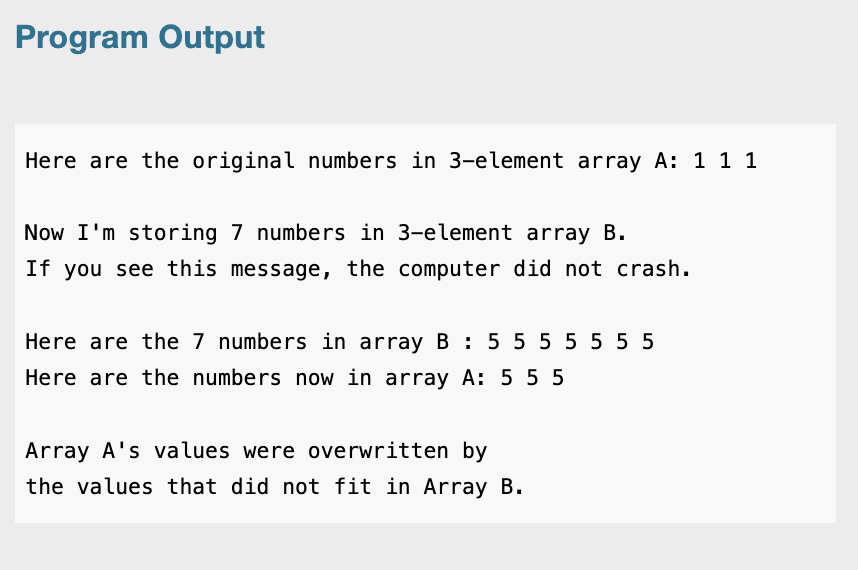 Program Output
Here are the original numbers in 3-element array A: 1 1 1
Now I'm storing 7 numbers in 3-element array B.
If you see this message, the computer did not crash.
Here are the 7 numbers in array B : 5 5 5 5 5 5 5
Here are the numbers now in array A: 5 5 5
Array A's values were overwritten by
the values that did not fit in Array B.